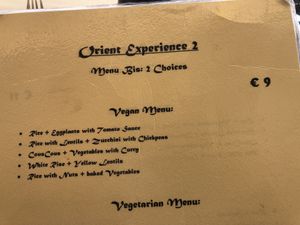 Orient Experience 2
Menu Bis: 2 Choices
€ 9
Vegan Menu:
• Rice + Eggplants with Tomato Sauce
• Rice with Lentils + Zucchini with Chickpeas
• CousCous + Vegetables with Curry
• White Rice + Yellow Lentils
• Rice with Nuts + baked Vegetables
Vegetarian Menu: